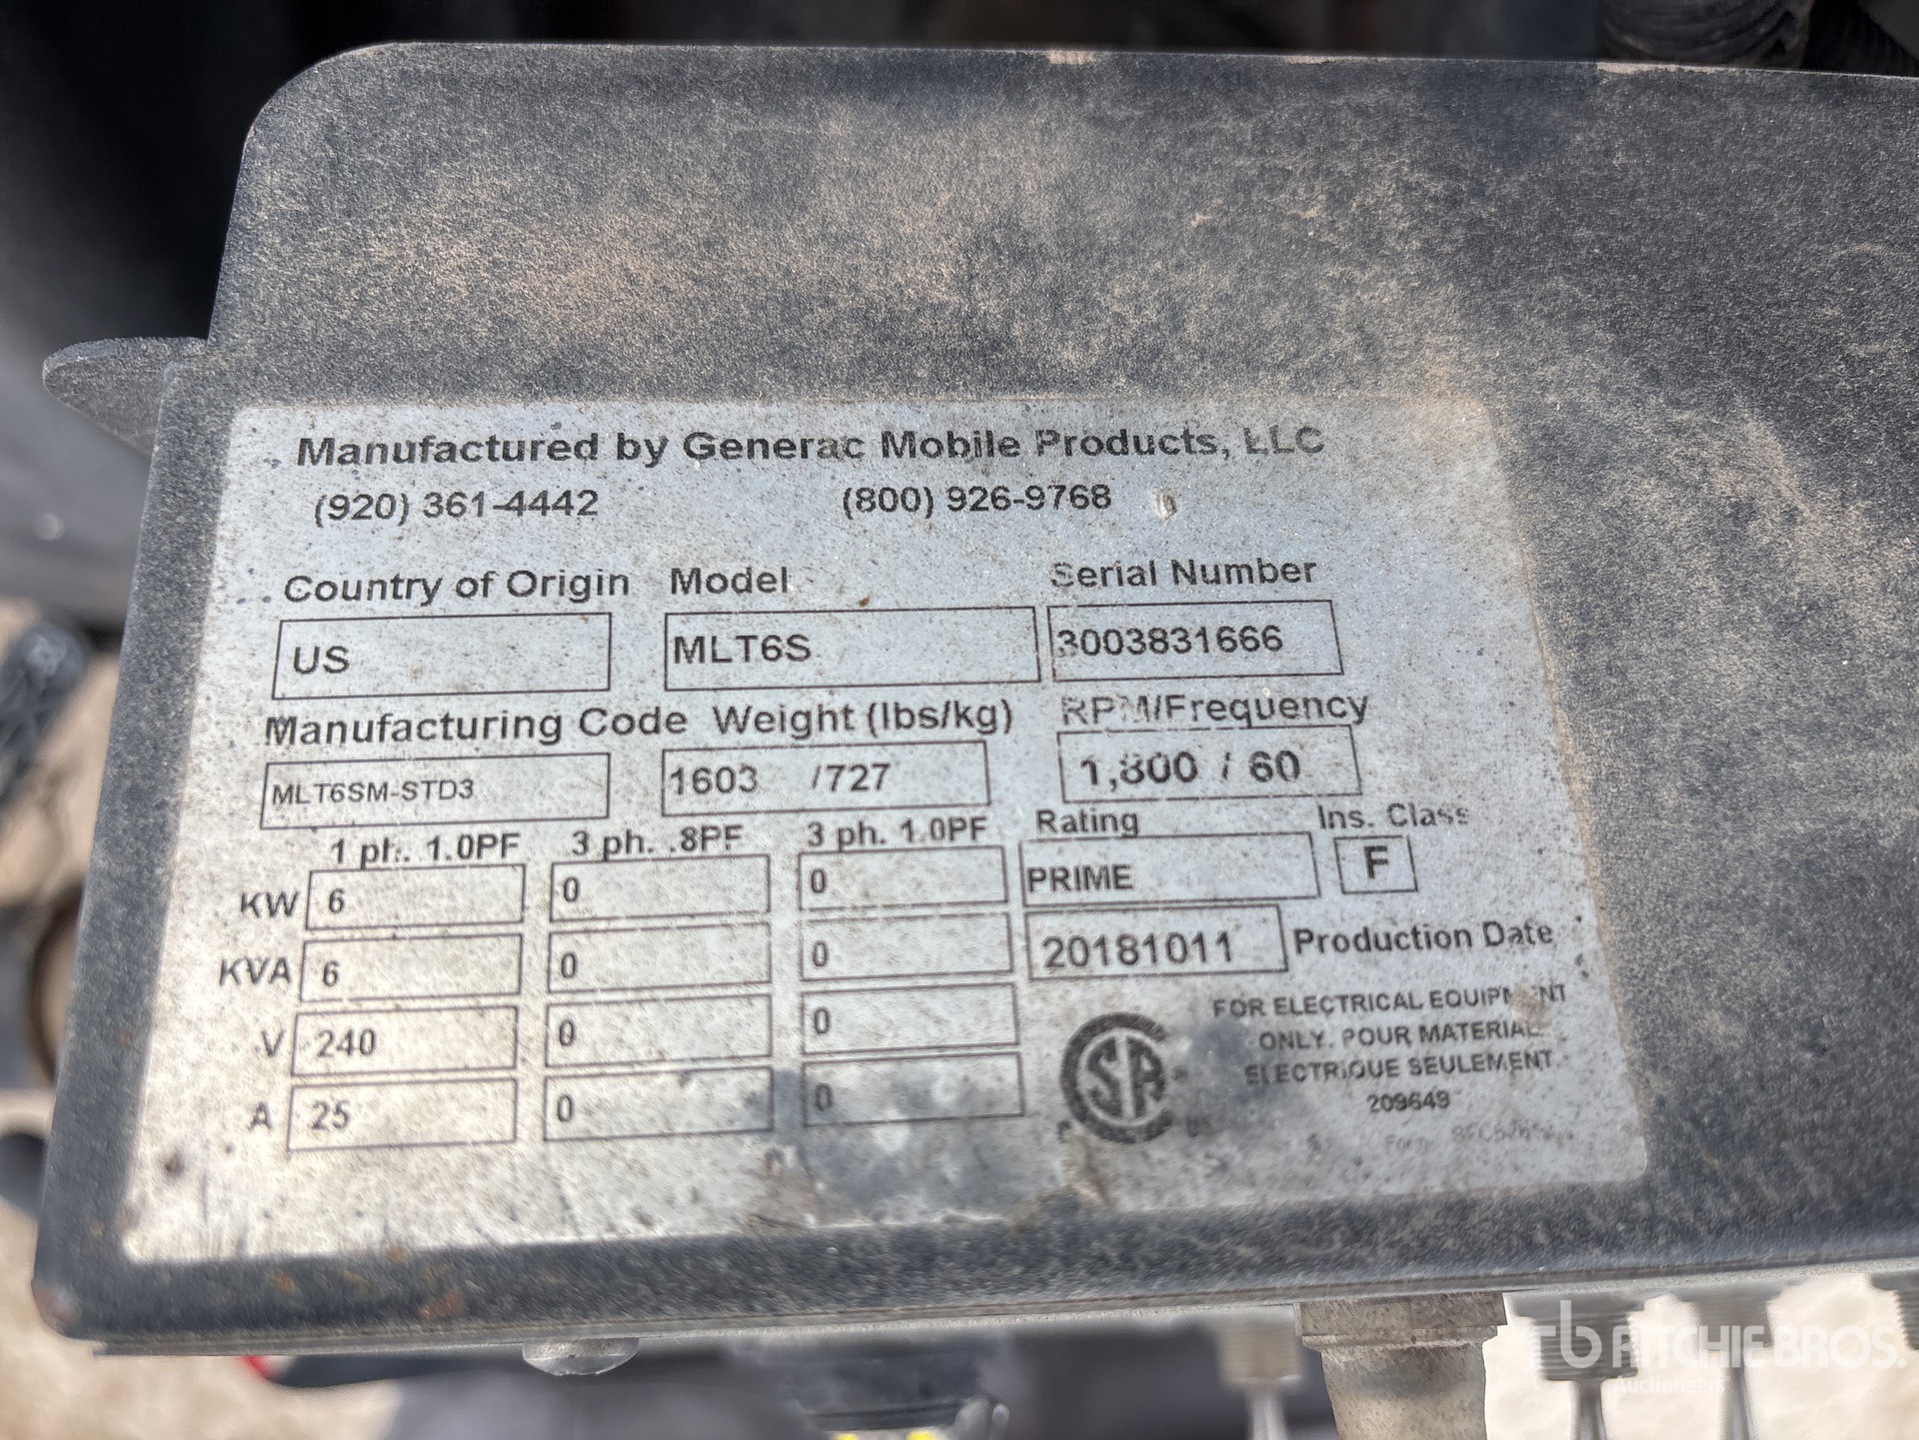 Manufactured by Generac Mobile Products, LLC
(920) 361-4442 (800) 926-9768
Country of Origin Model Serial Number
US MLT6S 3003831666
Manufacturing Code Weight (lbs/kg) RPM/Frequency
MLT6SM-STD3 1603 /727 1,800 / 60
1 ph. 1.0PF 3 ph. .8PF 3 ph. 1.0PF Rating Ins. Class
KW 6 0 0 PRIME F
KVA 6 0 0 20181011 Production Date
V 240 0 0
A 25 0 0
SA
FOR ELECTRICAL EQUIPMENT
ONLY. POUR MATERIAL
ELECTRIQUE SEULEMENT
209649
RITCHIE BROS.
Auctioneers